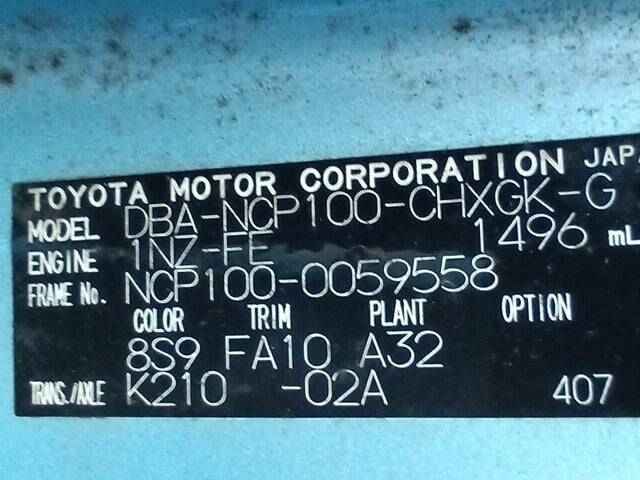 TOYOTA MOTOR CORPORATION JAPA
MODEL DBA-NCP100-CHXGK-G
ENGINE 1NZ-FE 1496 mL
FRAME No. NCP100-0059558
COLOR TRIM PLANT OPTION
8S9 FA10 A32
TRANS./AXLE K210 -02A 407